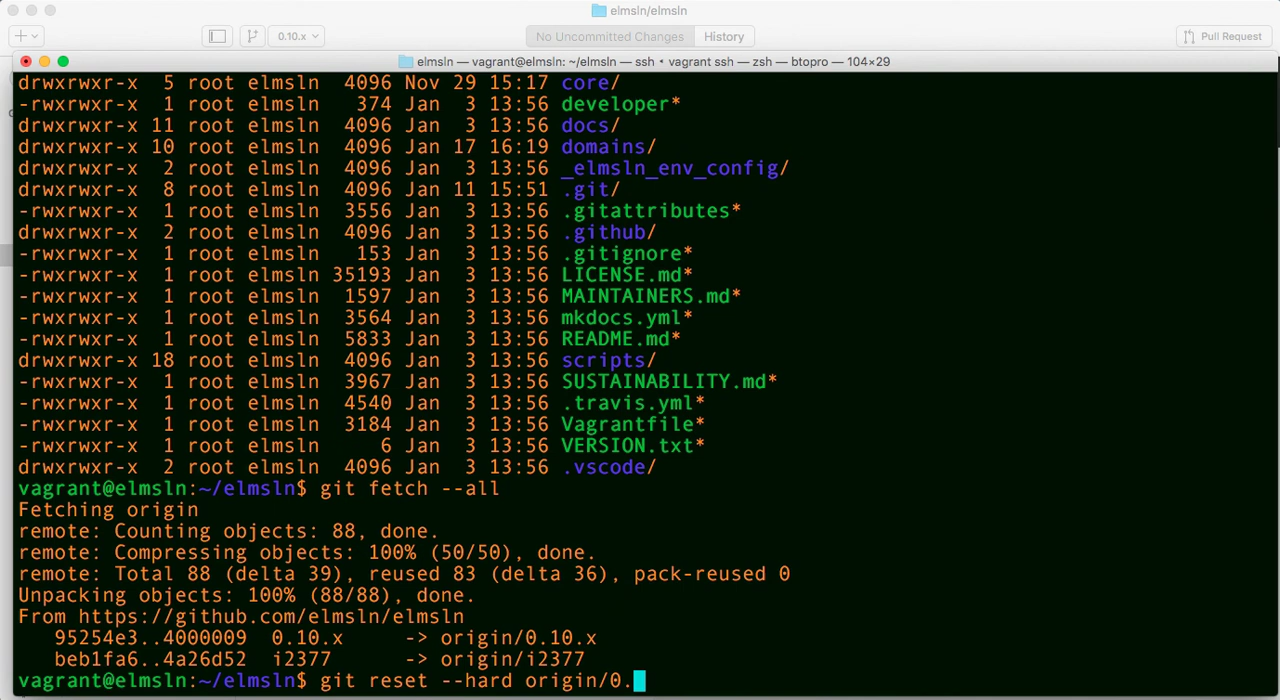 elmsln/elmsln
0.10.x
No Uncommitted Changes
History
Pull Request
elmsln — vagrant@elmsln: ~/elmsln — ssh • vagrant ssh — zsh — btopro — 104×29
drwxrwxr-x  5 root elmsln  4096 Nov 29 15:17 core/
-rwxrwxr-x  1 root elmsln   374 Jan  3 13:56 developer*
drwxrwxr-x 11 root elmsln  4096 Jan  3 13:56 docs/
drwxrwxr-x 10 root elmsln  4096 Jan 17 16:19 domains/
drwxrwxr-x  2 root elmsln  4096 Jan  3 13:56 _elmsln_env_config/
drwxrwxr-x  8 root elmsln  4096 Jan 11 15:51 .git/
-rwxrwxr-x  1 root elmsln  3556 Jan  3 13:56 .gitattributes*
drwxrwxr-x  2 root elmsln  4096 Jan  3 13:56 .github/
-rwxrwxr-x  1 root elmsln   153 Jan  3 13:56 .gitignore*
-rwxrwxr-x  1 root elmsln 35193 Jan  3 13:56 LICENSE.md*
-rwxrwxr-x  1 root elmsln  1597 Jan  3 13:56 MAINTAINERS.md*
-rwxrwxr-x  1 root elmsln  3564 Jan  3 13:56 mkdocs.yml*
-rwxrwxr-x  1 root elmsln  5833 Jan  3 13:56 README.md*
drwxrwxr-x 18 root elmsln  4096 Jan  3 13:56 scripts/
-rwxrwxr-x  1 root elmsln  3967 Jan  3 13:56 SUSTAINABILITY.md*
-rwxrwxr-x  1 root elmsln  4540 Jan  3 13:56 .travis.yml*
-rwxrwxr-x  1 root elmsln  3184 Jan  3 13:56 Vagrantfile*
-rwxrwxr-x  1 root elmsln     6 Jan  3 13:56 VERSION.txt*
drwxrwxr-x  2 root elmsln  4096 Jan  3 13:56 .vscode/
vagrant@elmsln:~/elmsln$ git fetch --all
Fetching origin
remote: Counting objects: 88, done.
remote: Compressing objects: 100% (50/50), done.
remote: Total 88 (delta 39), reused 83 (delta 36), pack-reused 0
Unpacking objects: 100% (88/88), done.
From https://github.com/elmsln/elmsln
   95254e3..4000009  0.10.x     -> origin/0.10.x
   beb1fa6..4a26d52  i2377      -> origin/i2377
vagrant@elmsln:~/elmsln$ git reset --hard origin/0.